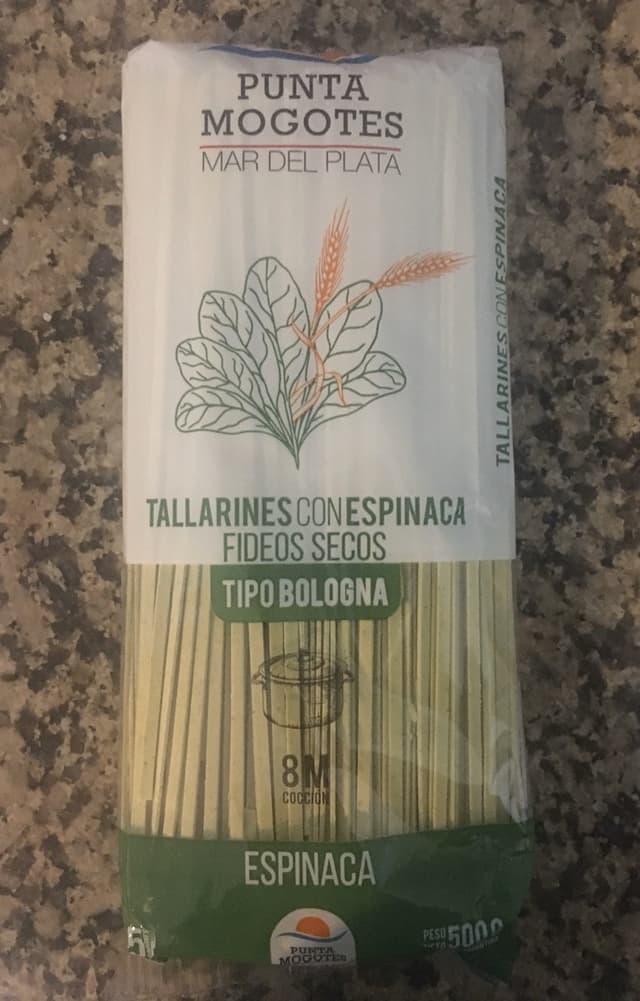 PUNTA
MOGOTES
MAR DEL PLATA
TALLARINES CON ESPINACA
TALLARINES CON ESPINACA
FIDEOS SECOS
TIPO BOLOGNA
8M
COCCIÓN
ESPINACA
PUNTA
MOGOTES
PESO
500